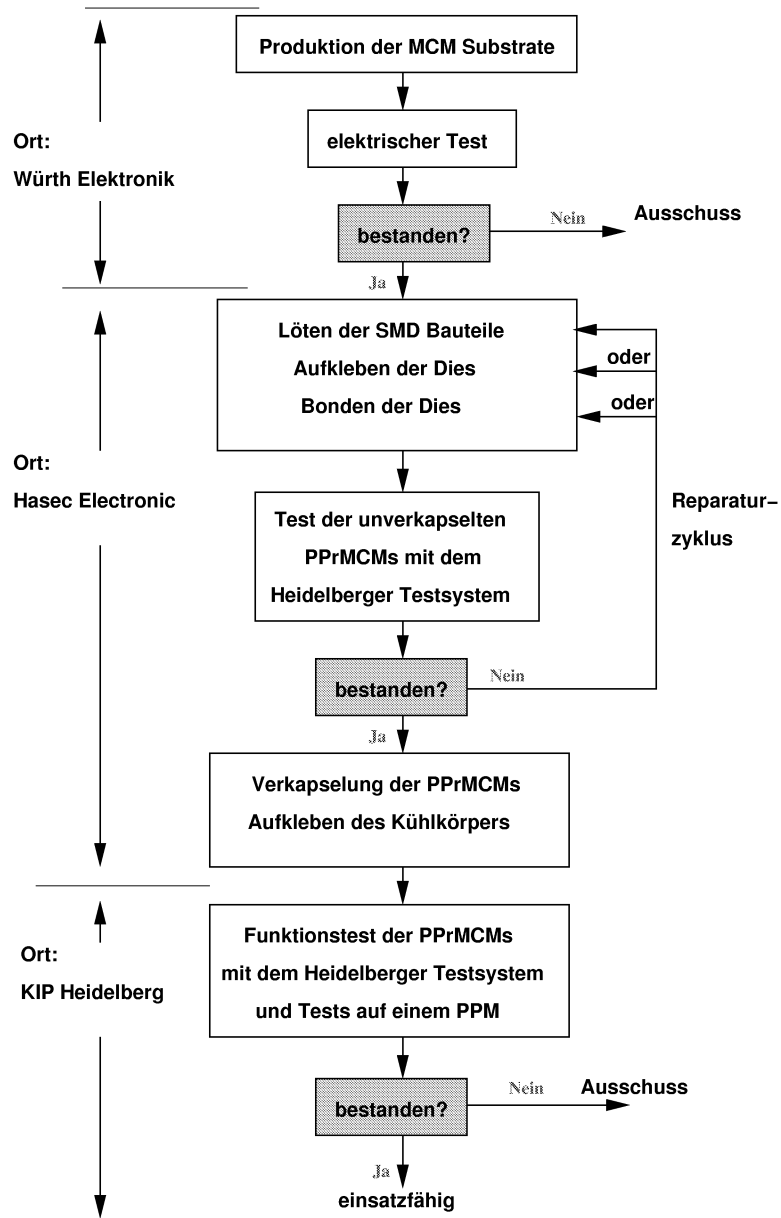 Produktion der MCM Substrate
elektrischer Test
Ort:
Würth Elektronik
bestanden?
Nein
Ausschuss
Ja
Löten der SMD Bauteile
Aufkleben der Dies
Bonden der Dies
oder
oder
Ort:
Hasec Electronic
Reparatur–
zyklus
Test der unverkapselten
PPrMCMs mit dem
Heidelberger Testsystem
bestanden?
Nein
Ja
Verkapselung der PPrMCMs
Aufkleben des Kühlkörpers
Ort:
KIP Heidelberg
Funktionstest der PPrMCMs
mit dem Heidelberger Testsystem
und Tests auf einem PPM
bestanden?
Nein
Ausschuss
Ja
einsatzfähig